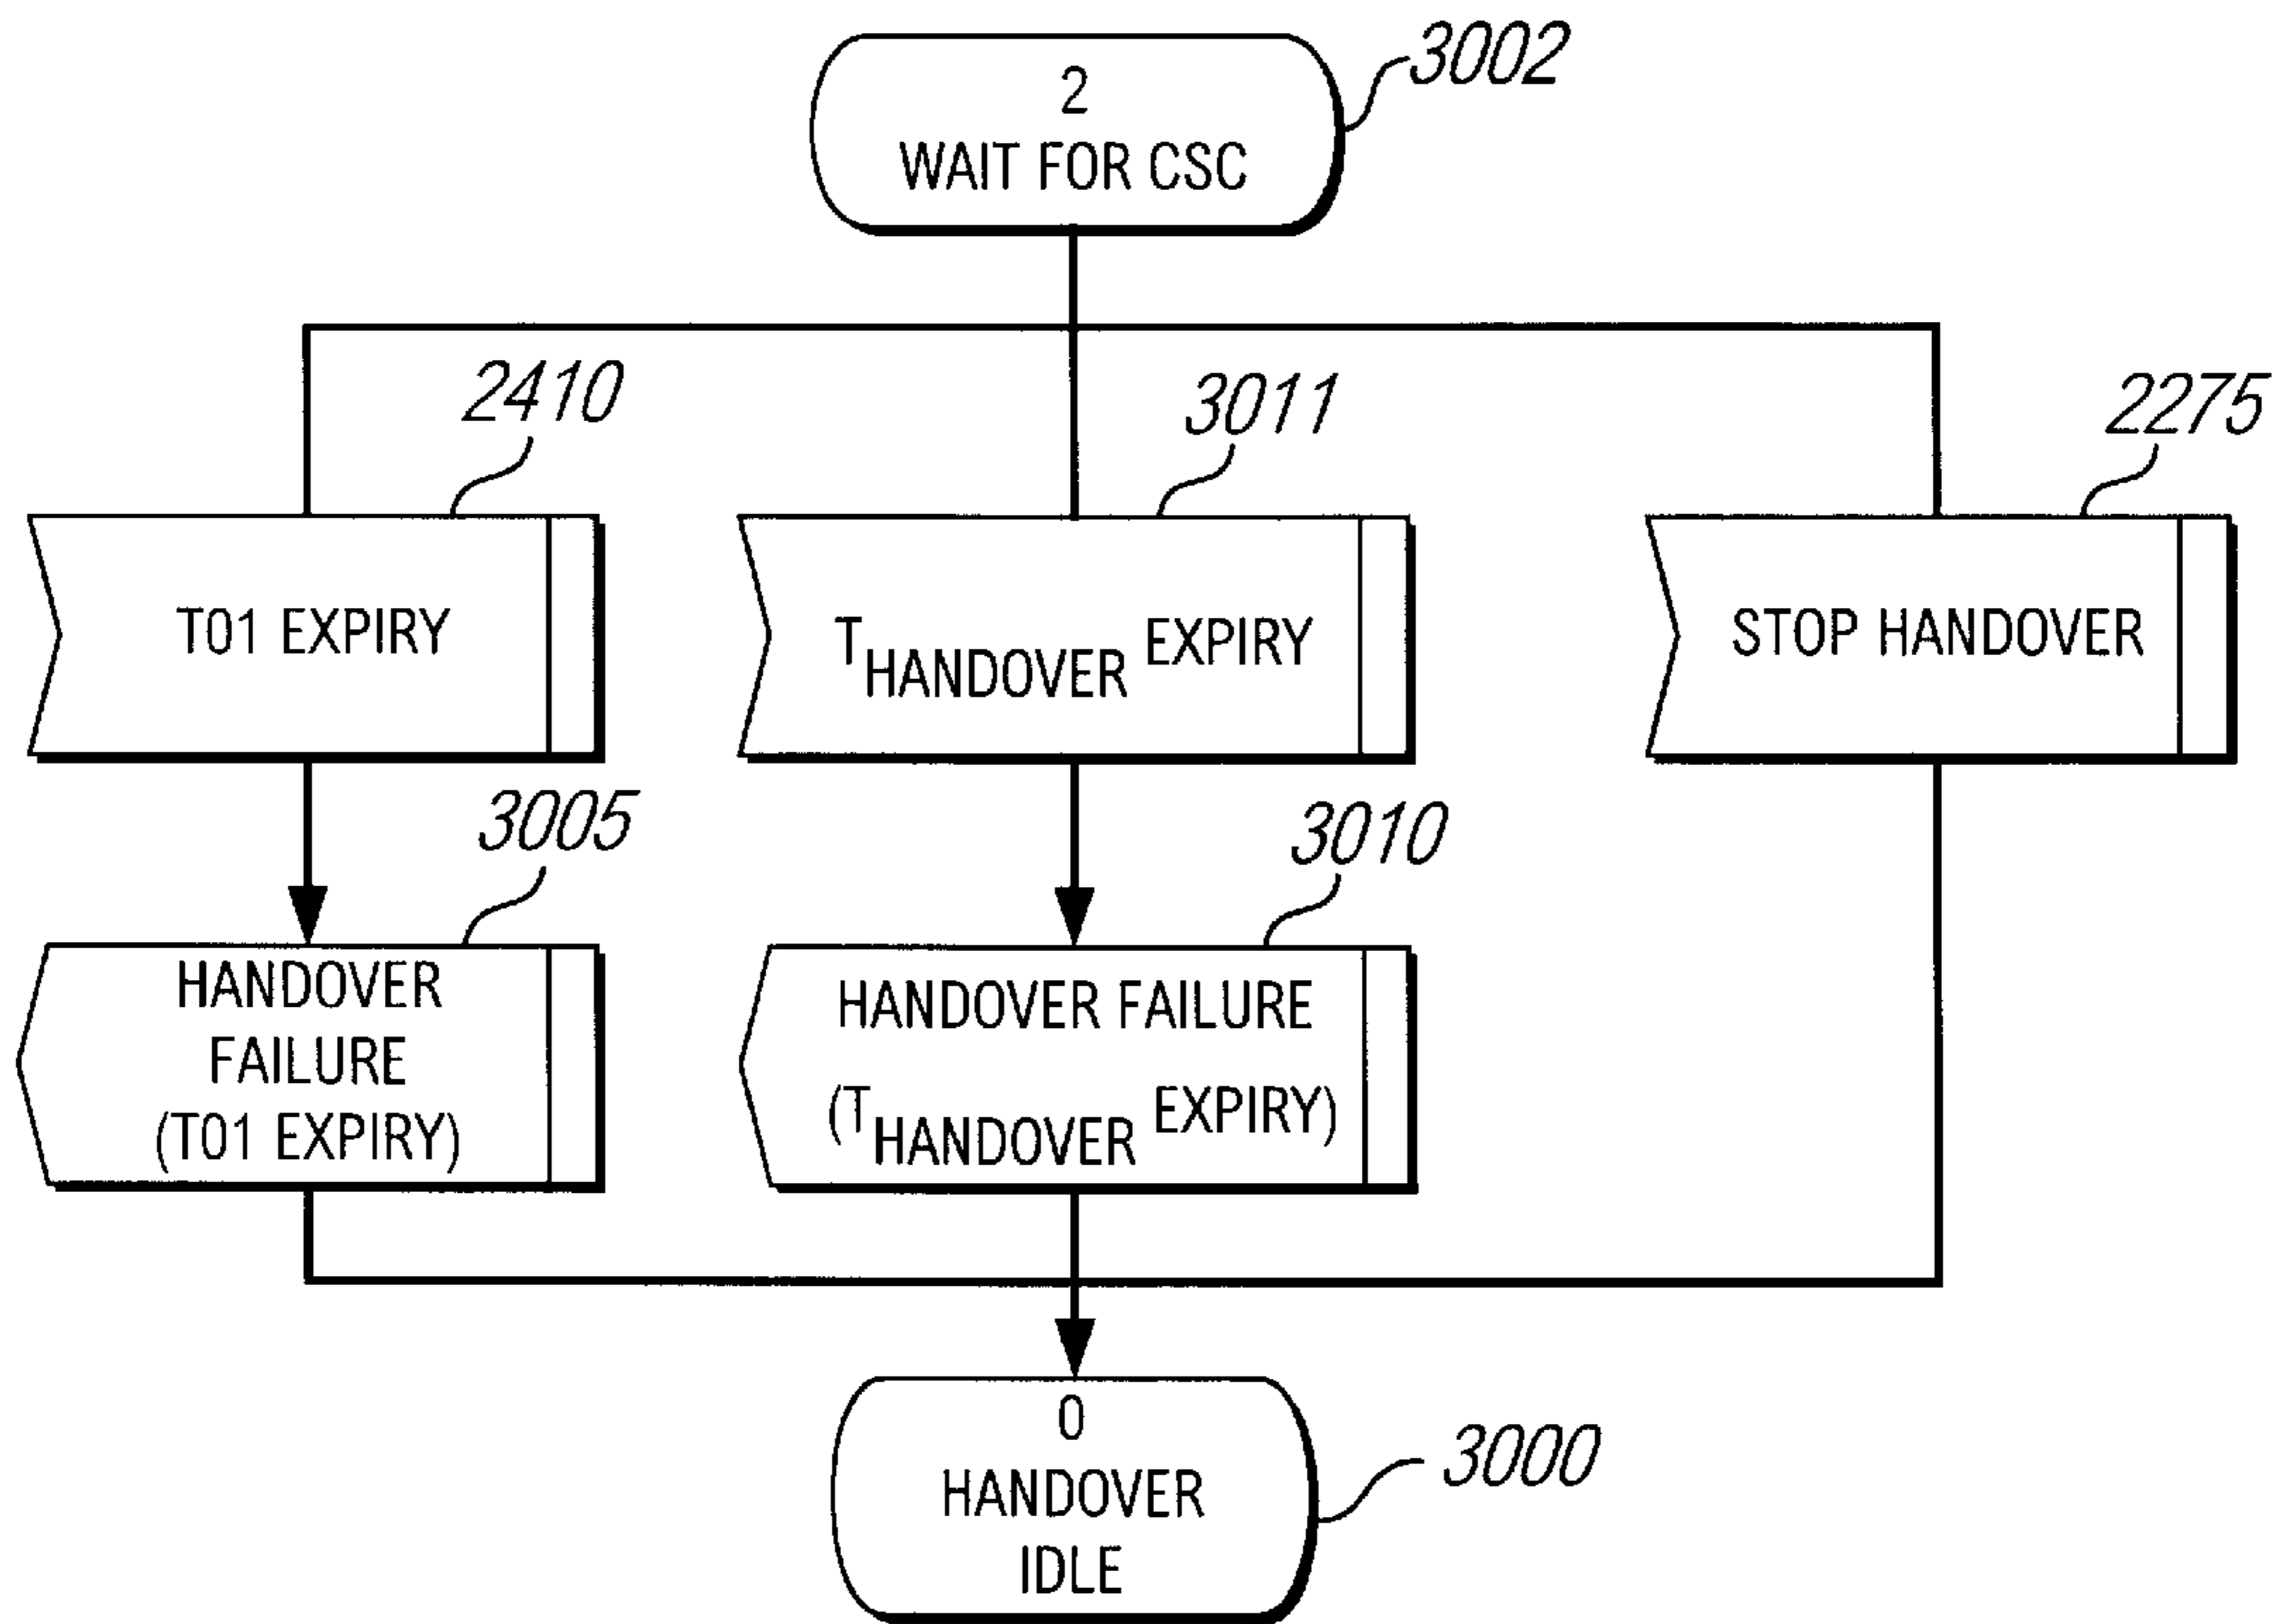 2
WAIT FOR CSC
3002
2410
3011
2275
T01 EXPIRY
THANDOVER EXPIRY
STOP HANDOVER
3005
3010
HANDOVER
FAILURE
(T01 EXPIRY)
HANDOVER FAILURE
(THANDOVER EXPIRY)
0
HANDOVER
IDLE
3000